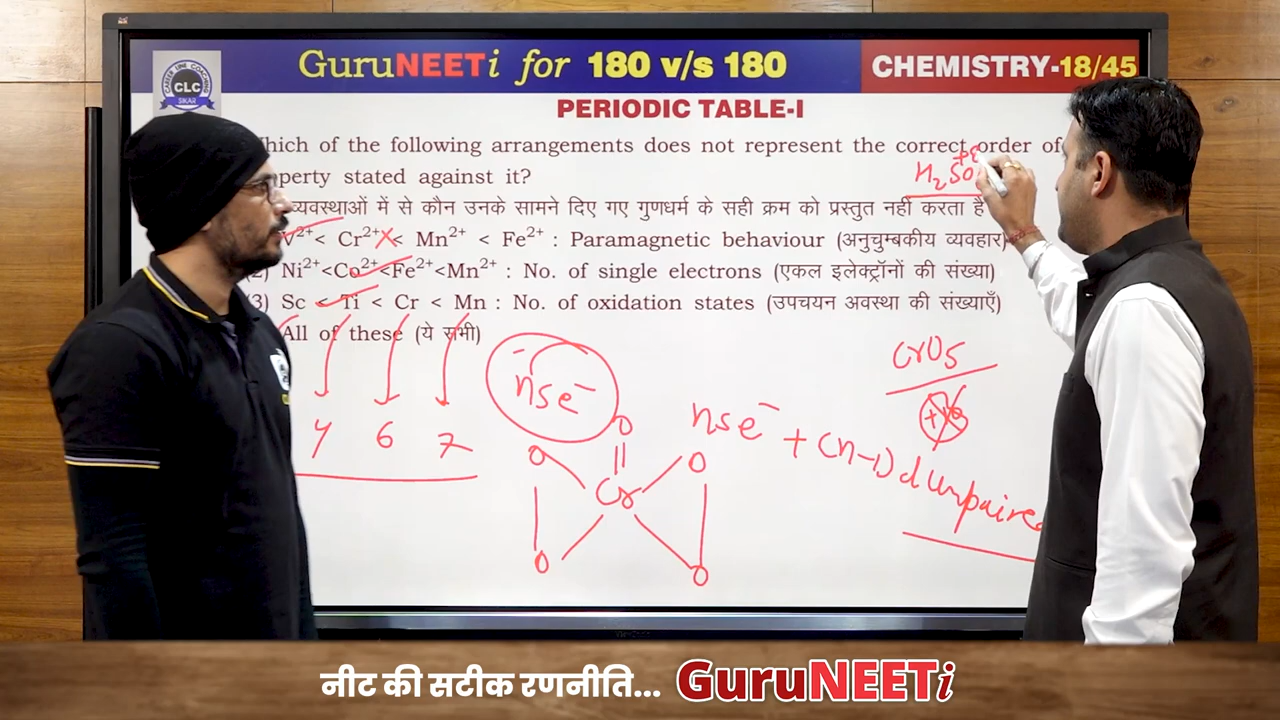 GuruNEETi for 180 v/s 180
CHEMISTRY-18/45
CAREER LINE COACHING
CLC
SIKAR
PERIODIC TABLE-I
hich of the following arrangements does not represent the correct order of
perty stated against it?
व्यवस्थाओं में से कौन उनके सामने दिए गए गुणधर्म के सही क्रम को प्रस्तुत नहीं करता है
V²⁺< Cr²⁺< Mn²⁺ < Fe²⁺ : Paramagnetic behaviour (अनुचुम्बकीय व्यवहार)
(2) Ni²⁺<Co²⁺<Fe²⁺<Mn²⁺ : No. of single electrons (एकल इलेक्ट्रॉनों की संख्या)
(3) Sc < Ti < Cr < Mn : No. of oxidation states (उपचयन अवस्था की संख्याएँ)
All of these (ये सभी)
H₂SO
CrO₅
nse⁻
nse⁻ + (n-1) d unpaired
4 6 7
O
O O
Cr
O O
नीट की सटीक रणनीति... GuruNEETi